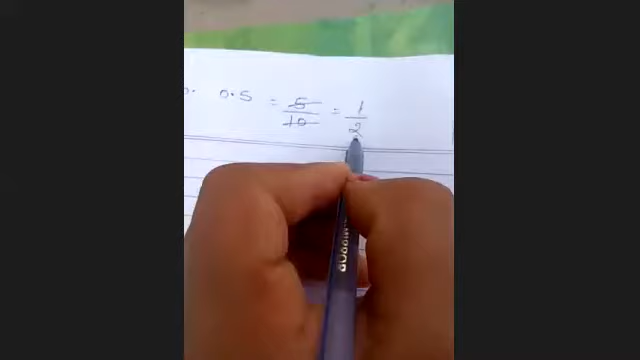 0.5 = 5/10 = 1/2